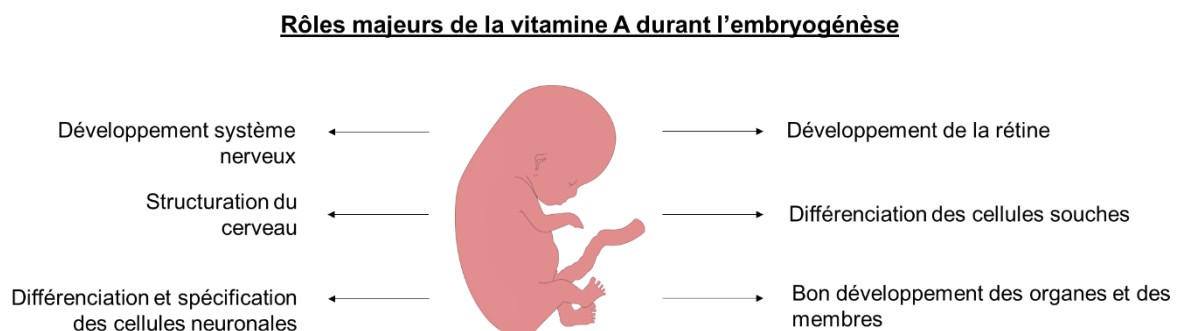 Rôles majeurs de la vitamine A durant l’embryogénèse
Développement système
nerveux
Structuration du
cerveau
Différenciation et spécification
des cellules neuronales
Développement de la rétine
Différenciation des cellules souches
Bon développement des organes et des
membres